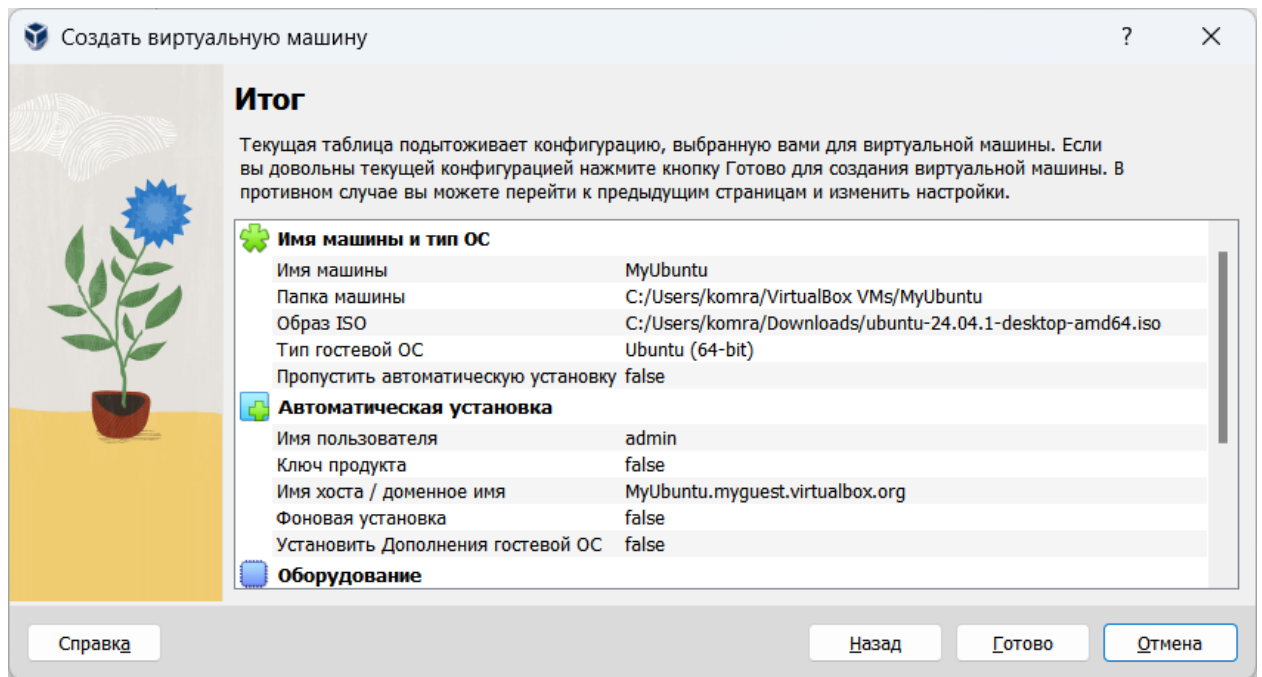 Создать виртуальную машину ?
Итог
Текущая таблица подытоживает конфигурацию, выбранную вами для виртуальной машины. Если
вы довольны текущей конфигурацией нажмите кнопку Готово для создания виртуальной машины. В
противном случае вы можете перейти к предыдущим страницам и изменить настройки.
Имя машины и тип ОС
Имя машины MyUbuntu
Папка машины C:/Users/komra/VirtualBox VMs/MyUbuntu
Образ ISO C:/Users/komra/Downloads/ubuntu-24.04.1-desktop-amd64.iso
Тип гостевой ОС Ubuntu (64-bit)
Пропустить автоматическую установку false
Автоматическая установка
Имя пользователя admin
Ключ продукта false
Имя хоста / доменное имя MyUbuntu.myguest.virtualbox.org
Фоновая установка false
Установить Дополнения гостевой ОС false
Оборудование
Справка Назад Готово Отмена